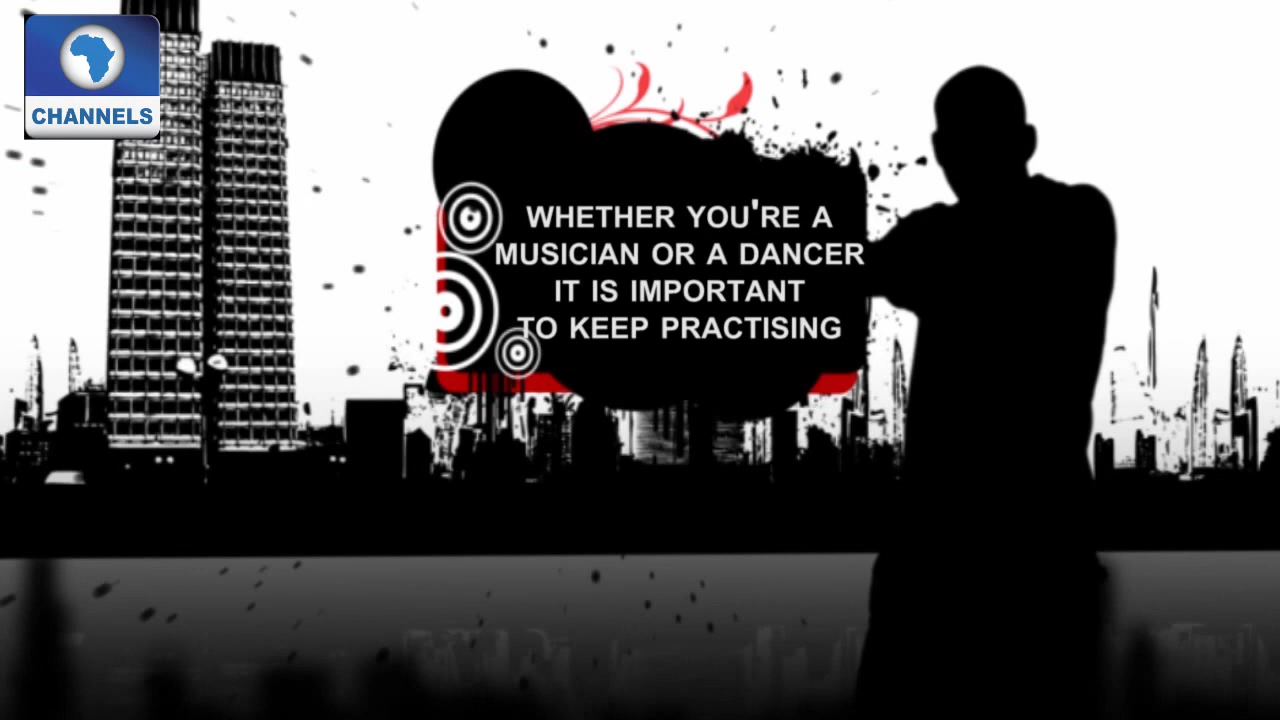 CHANNELS
WHETHER YOU'RE A
MUSICIAN OR A DANCER
IT IS IMPORTANT
TO KEEP PRACTISING